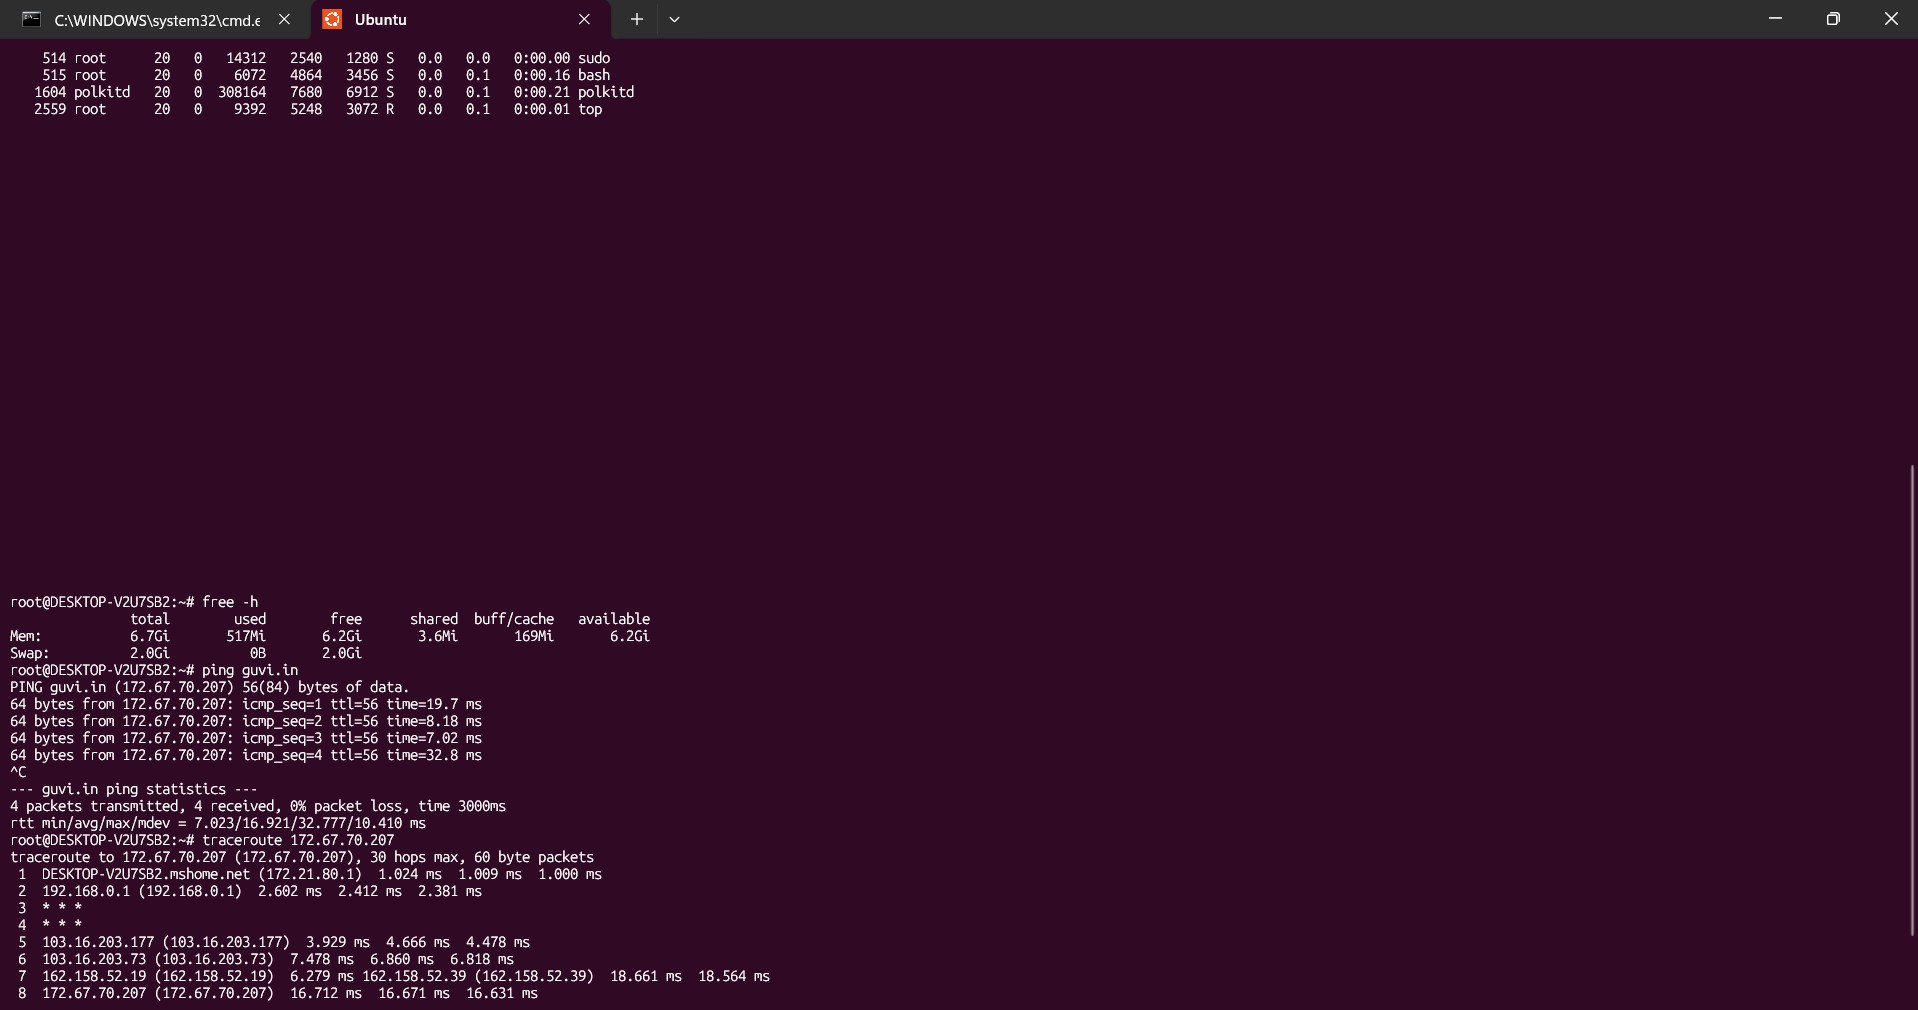 C:\WINDOWS\system32\cmd.e
Ubuntu
514 root 20 0 14312 2540 1280 S 0.0 0.0 0:00.00 sudo
515 root 20 0 6072 4864 3456 S 0.0 0.1 0:00.16 bash
1604 polkitd 20 0 308164 7680 6912 S 0.0 0.1 0:00.21 polkitd
2559 root 20 0 9392 5248 3072 R 0.0 0.1 0:00.01 top
root@DESKTOP-V2U7SB2:~# free -h
total used free shared buff/cache available
Mem: 6.7Gi 517Mi 6.2Gi 3.6Mi 169Mi 6.2Gi
Swap: 2.0Gi 0B 2.0Gi
root@DESKTOP-V2U7SB2:~# ping guvi.in
PING guvi.in (172.67.70.207) 56(84) bytes of data.
64 bytes from 172.67.70.207: icmp_seq=1 ttl=56 time=19.7 ms
64 bytes from 172.67.70.207: icmp_seq=2 ttl=56 time=8.18 ms
64 bytes from 172.67.70.207: icmp_seq=3 ttl=56 time=7.02 ms
64 bytes from 172.67.70.207: icmp_seq=4 ttl=56 time=32.8 ms
^C
--- guvi.in ping statistics ---
4 packets transmitted, 4 received, 0% packet loss, time 3000ms
rtt min/avg/max/mdev = 7.023/16.921/32.777/10.410 ms
root@DESKTOP-V2U7SB2:~# traceroute 172.67.70.207
traceroute to 172.67.70.207 (172.67.70.207), 30 hops max, 60 byte packets
1 DESKTOP-V2U7SB2.mshome.net (172.21.80.1) 1.024 ms 1.009 ms 1.000 ms
2 192.168.0.1 (192.168.0.1) 2.602 ms 2.412 ms 2.381 ms
3 * * *
4 * * *
5 103.16.203.177 (103.16.203.177) 3.929 ms 4.666 ms 4.478 ms
6 103.16.203.73 (103.16.203.73) 7.478 ms 6.860 ms 6.818 ms
7 162.158.52.19 (162.158.52.19) 6.279 ms 162.158.52.39 (162.158.52.39) 18.661 ms 18.564 ms
8 172.67.70.207 (172.67.70.207) 16.712 ms 16.671 ms 16.631 ms